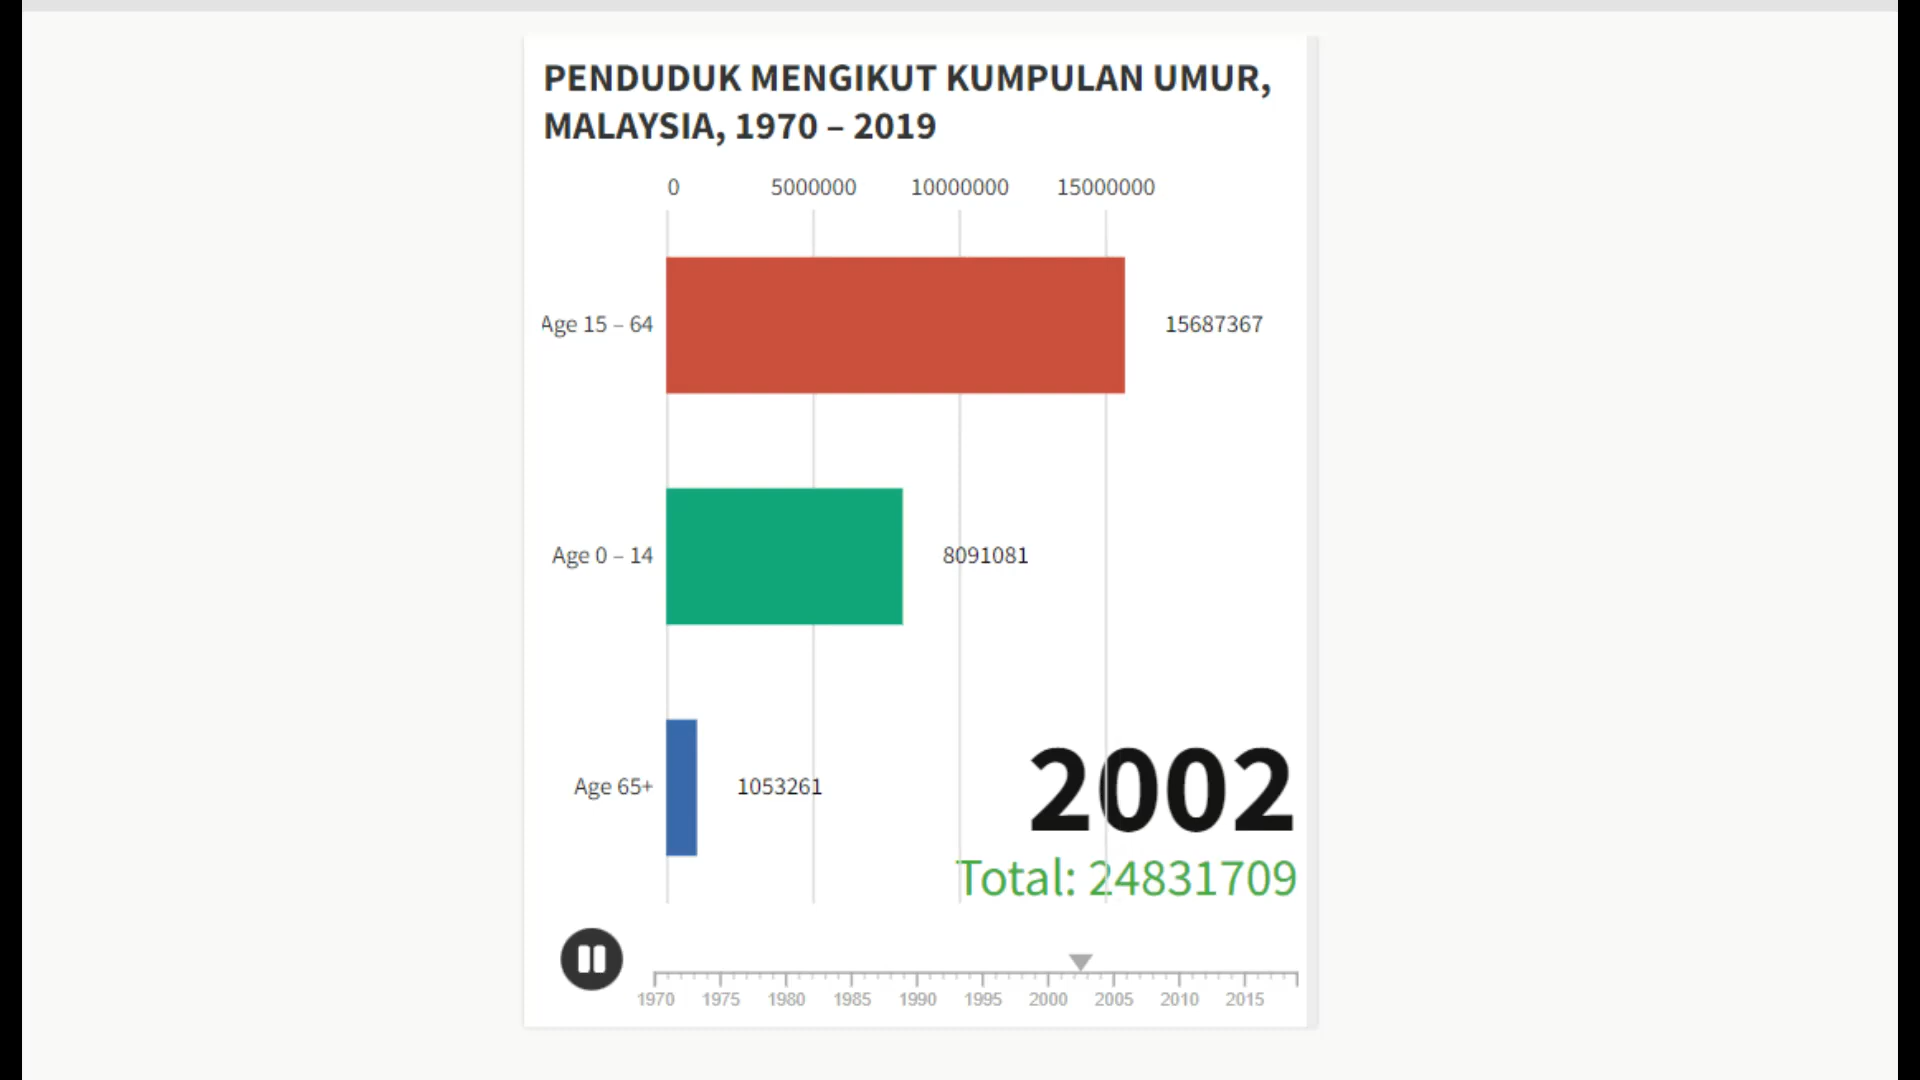 PENDUDUK MENGIKUT KUMPULAN UMUR,
MALAYSIA, 1970 – 2019
0 5000000 10000000 15000000
Age 15 – 64 15687367
Age 0 – 14 8091081
Age 65+ 1053261
2002
Total: 24831709
1970 1975 1980 1985 1990 1995 2000 2005 2010 2015